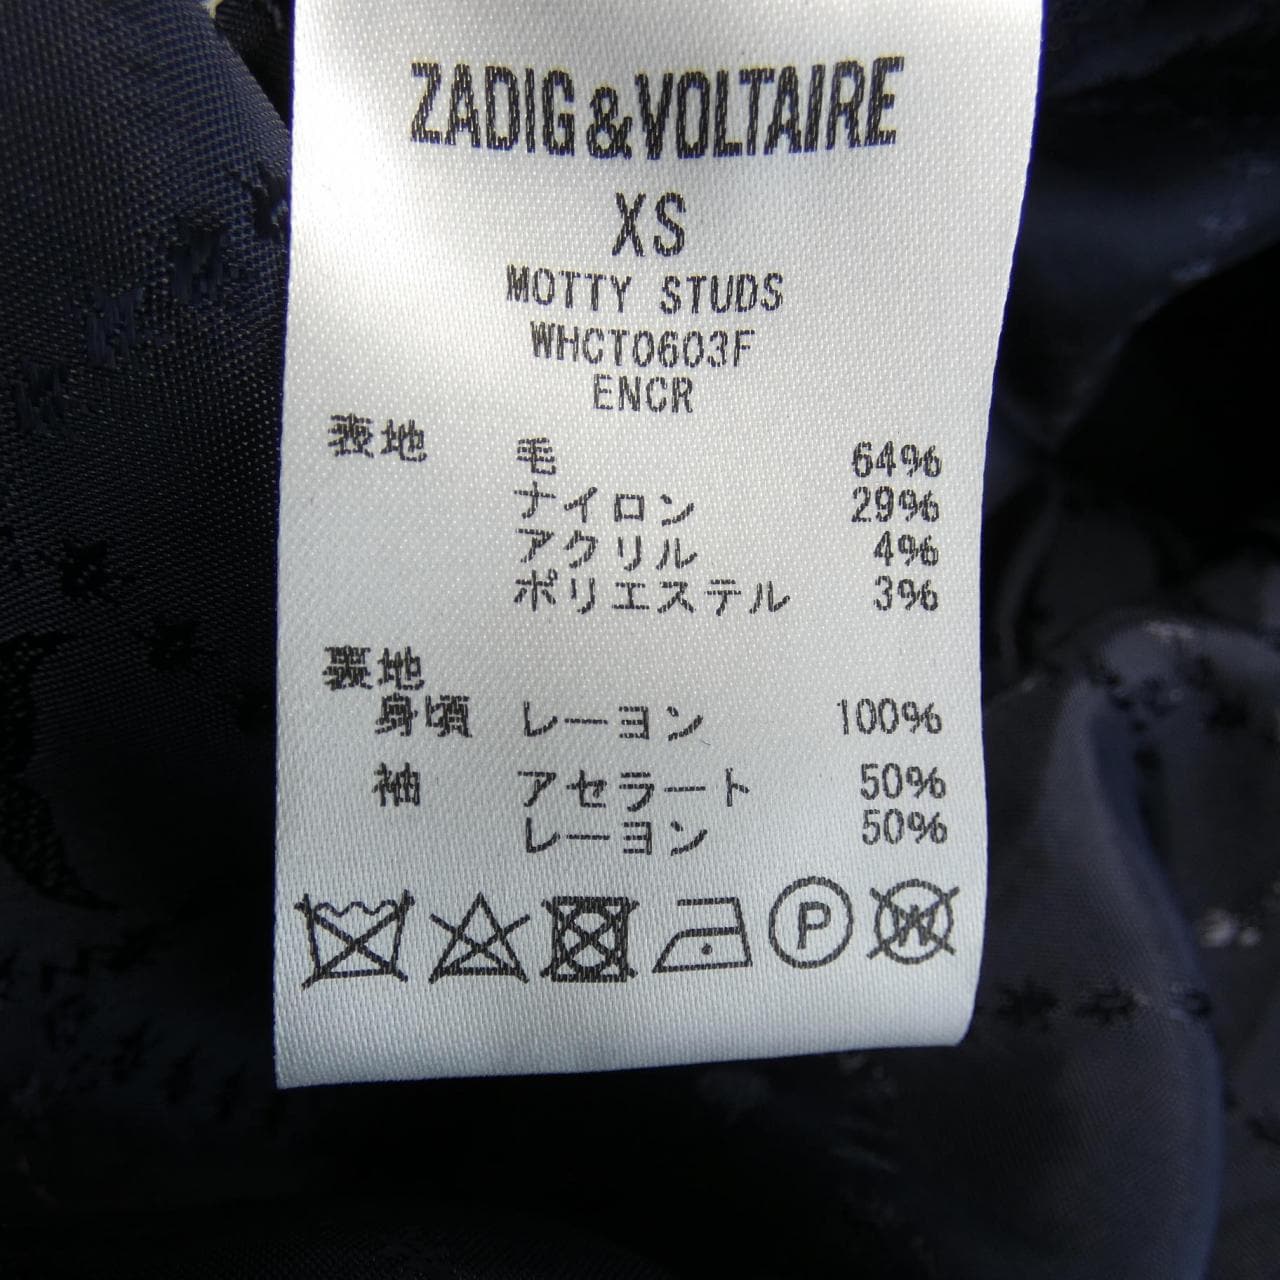 ZADIG&VOLTAIRE
XS
MOTTY STUDS
WHCT0603F
ENCR
表地 毛 64%
ナイロン 29%
アクリル 4%
ポリエステル 3%
裏地
身頃 レーヨン 100%
袖 アセテート 50%
レーヨン 50%
P W